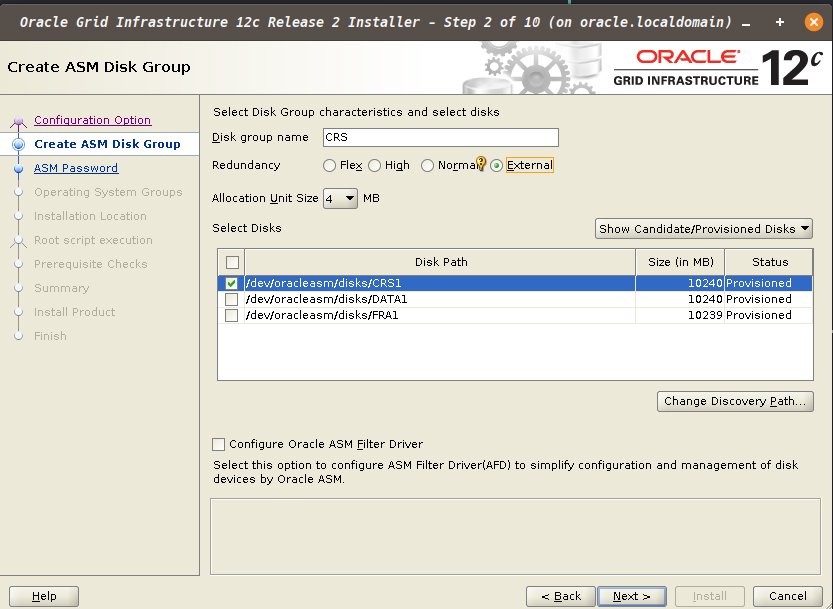 Oracle Grid Infrastructure 12c Release 2 Installer - Step 2 of 10 (on oracle.localdomain)
Create ASM Disk Group
ORACLE
GRID INFRASTRUCTURE 12c
Configuration Option
Create ASM Disk Group
ASM Password
Operating System Groups
Installation Location
Root script execution
Prerequisite Checks
Summary
Install Product
Finish
Select Disk Group characteristics and select disks
Disk group name CRS
Redundancy Flex High Normal External
Allocation Unit Size 4 MB
Select Disks Show Candidate/Provisioned Disks
Disk Path Size (in MB) Status
/dev/oracleasm/disks/CRS1 10240 Provisioned
/dev/oracleasm/disks/DATA1 10240 Provisioned
/dev/oracleasm/disks/FRA1 10239 Provisioned
Change Discovery Path...
Configure Oracle ASM Filter Driver
Select this option to configure ASM Filter Driver(AFD) to simplify configuration and management of disk
devices by Oracle ASM.
Help < Back Next > Install Cancel